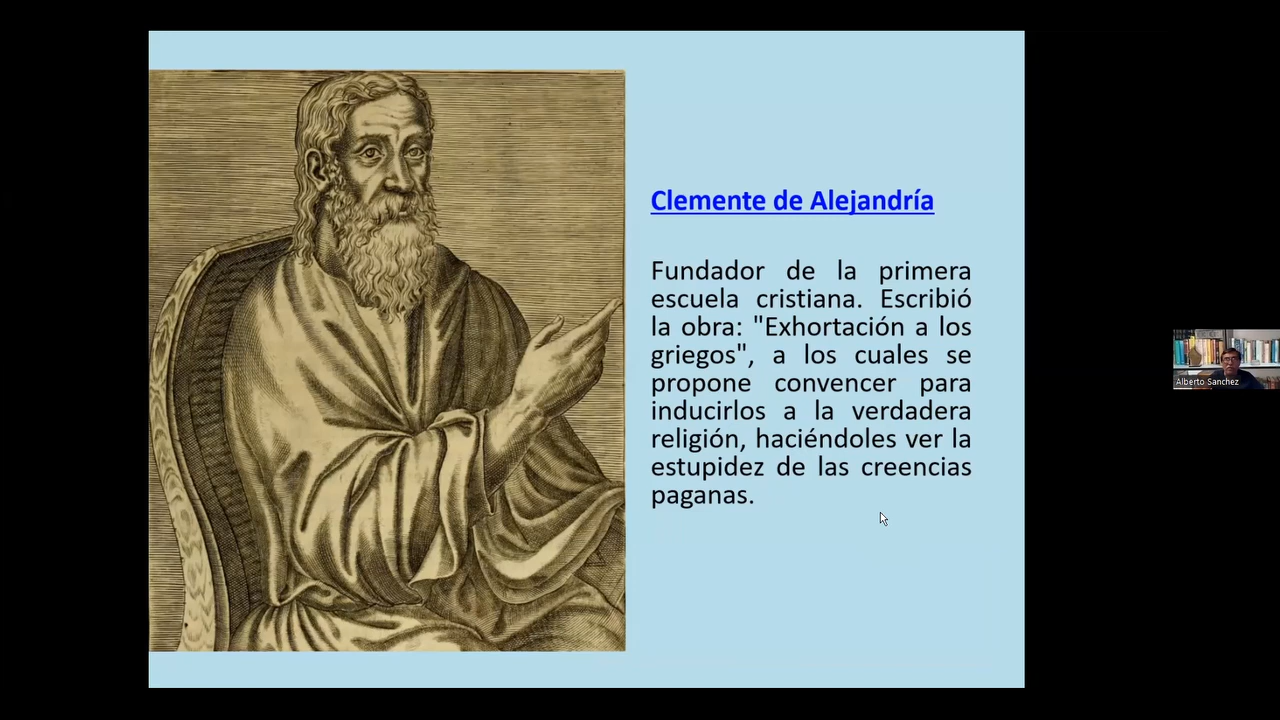 Clemente de Alejandría
Fundador de la primera
escuela cristiana. Escribió
la obra: "Exhortación a los
griegos", a los cuales se
propone convencer para
inducirlos a la verdadera
religión, haciéndoles ver la
estupidez de las creencias
paganas.
Alberto Sanchez